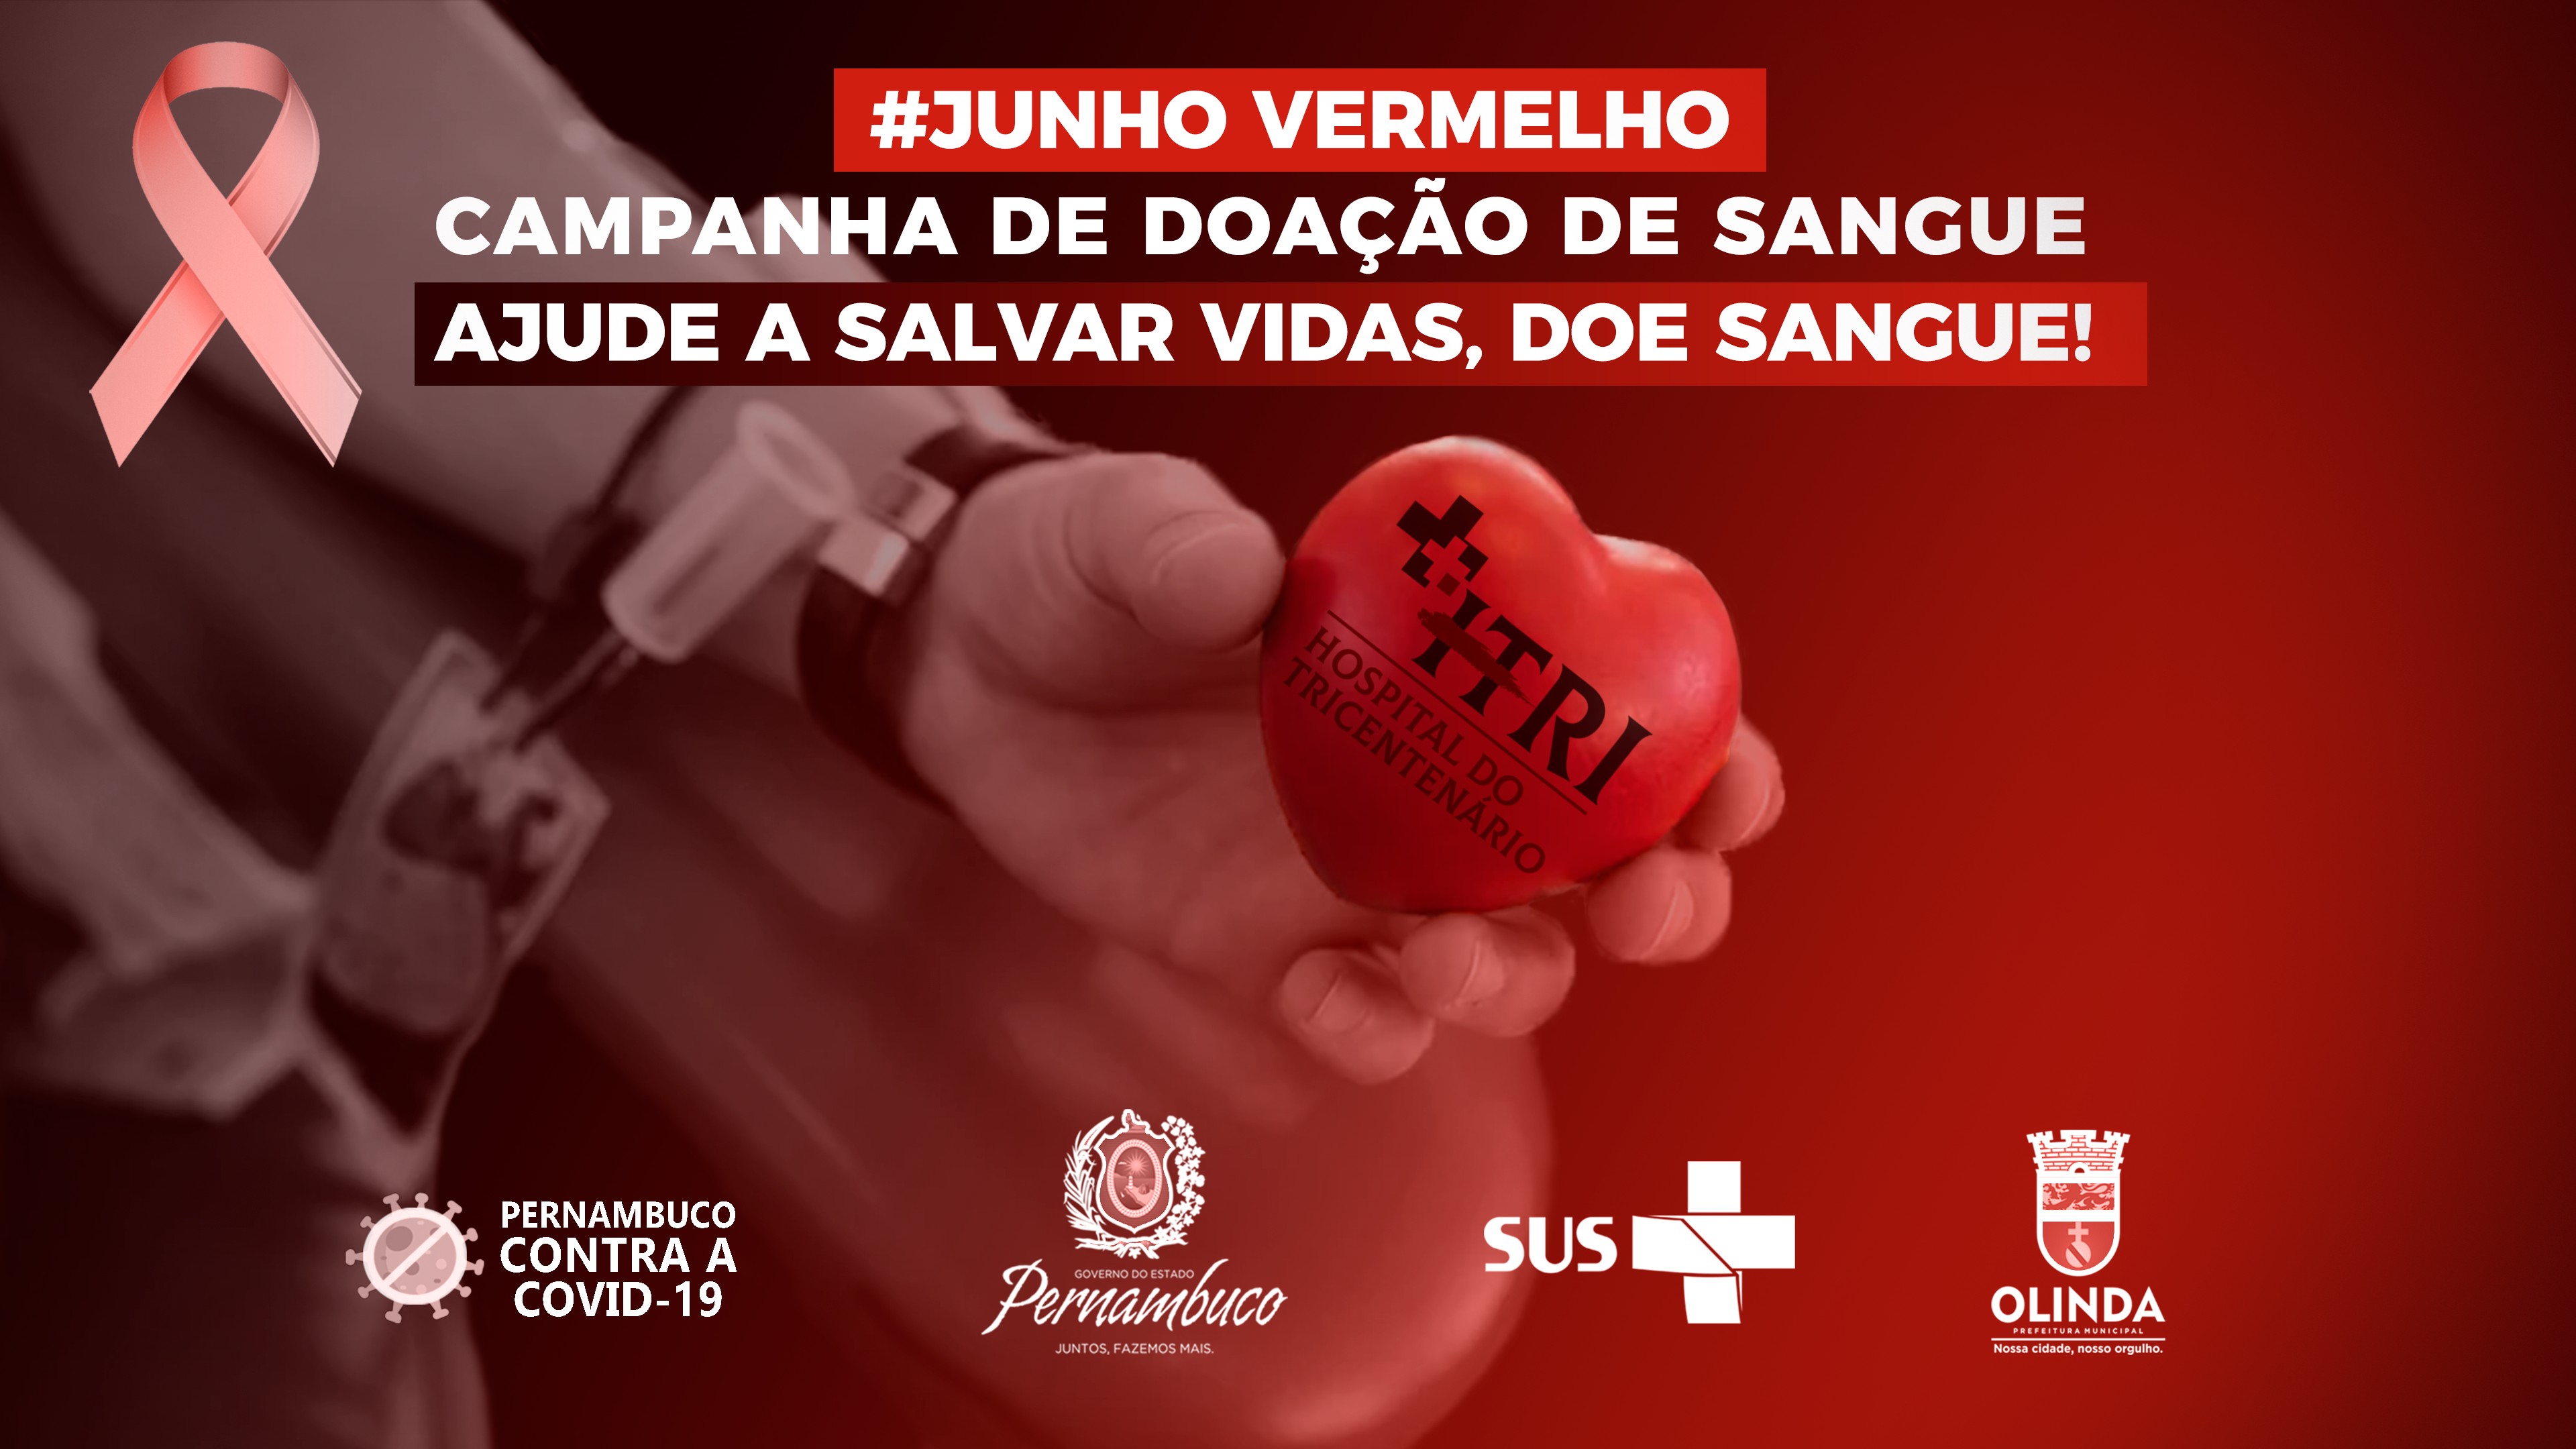 #JUNHO VERMELHO
CAMPANHA DE DOAÇÃO DE SANGUE
AJUDE A SALVAR VIDAS, DOE SANGUE!
HTRI
HOSPITAL DO
TRICENTENÁRIO
PERNAMBUCO
CONTRA A
COVID-19
GOVERNO DO ESTADO
Pernambuco
JUNTOS, FAZEMOS MAIS.
SUS
OLINDA
PREFEITURA MUNICIPAL
Nossa cidade, nosso orgulho.